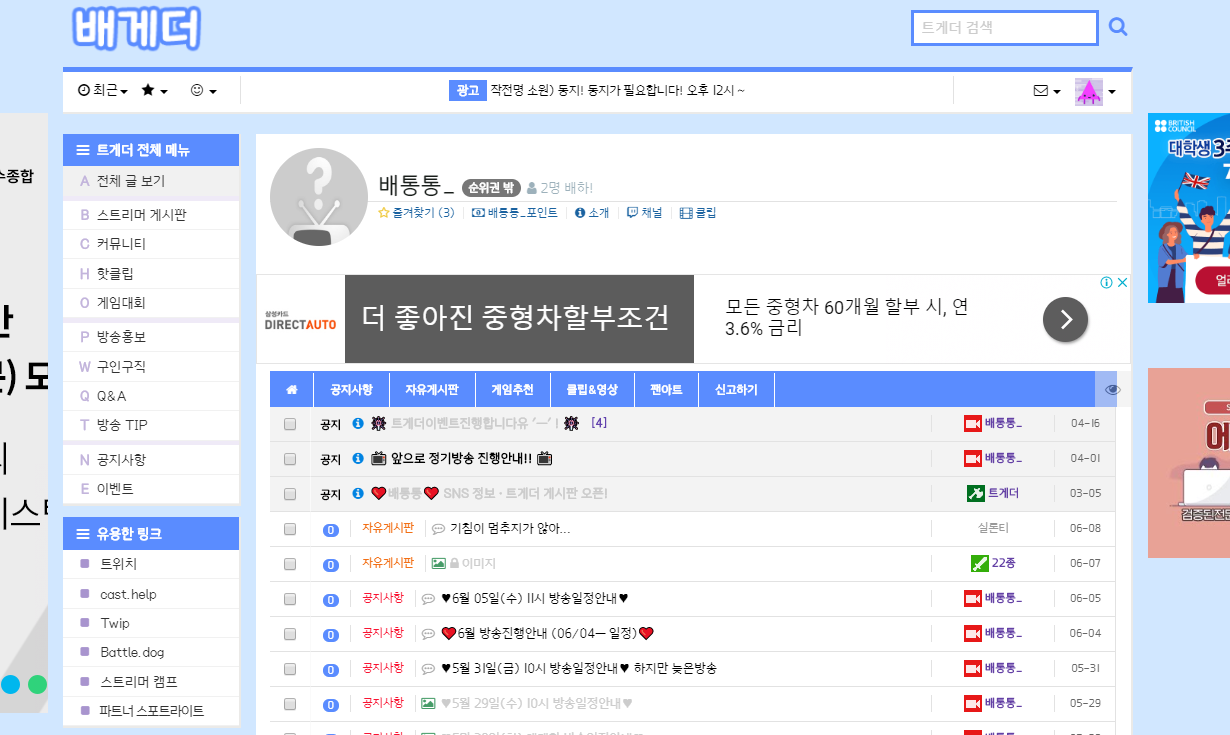 배게더
트게더 검색
최근
광고 작전명 소원) 동지! 동지가 필요합니다! 오후 12시 ~
트게더 전체 메뉴
A 전체 글 보기
B 스트리머 게시판
C 커뮤니티
H 핫클립
O 게임대회
P 방송홍보
W 구인구직
Q Q&A
T 방송 TIP
N 공지사항
E 이벤트
유용한 링크
트위치
cast.help
Twip
Battle.dog
스트리머 캠프
파트너 스포트라이트
수종합
배통통_ 순위권 밖 2명 배하!
즐겨찾기 (3) 배통통_포인트 소개 채널 클립
삼성카드
DIRECTAUTO
더 좋아진 중형차할부조건
모든 중형차 60개월 할부 시, 연
3.6% 금리
공지사항 자유게시판 게임추천 클립&영상 팬아트 신고하기
공지 트게더이벤트진행합니다유 '~' ! [4] 배통통_ 04-16
공지 앞으로 정기방송 진행안내!! 배통통_ 04-01
공지 배통통 SNS 정보 · 트게더 게시판 오픈! 트게더 03-05
0 자유게시판 기침이 멈추지가 않아... 실론티 06-08
0 자유게시판 이미지 22종 06-07
0 공지사항 ♥6월 05일(수) 11시 방송일정안내♥ 배통통_ 06-05
0 공지사항 6월 방송진행안내 (06/04~ 일정) 배통통_ 06-04
0 공지사항 ♥5월 31일(금) 10시 방송일정안내♥ 하지만 늦은방송 배통통_ 05-31
0 공지사항 ♥5월 29일(수) 10시 방송일정안내♥ 배통통_ 05-29
BRITISH
COUNCIL
대학생 3주